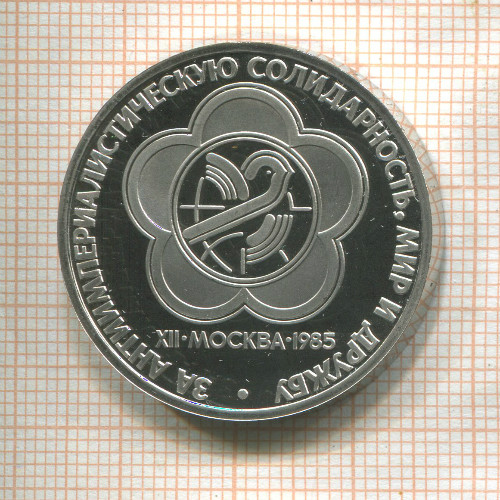 ЗА АНТИИМПЕРИАЛИСТИЧЕСКУЮ СОЛИДАРНОСТЬ, МИР И ДРУЖБУ •
XII·МОСКВА·1985